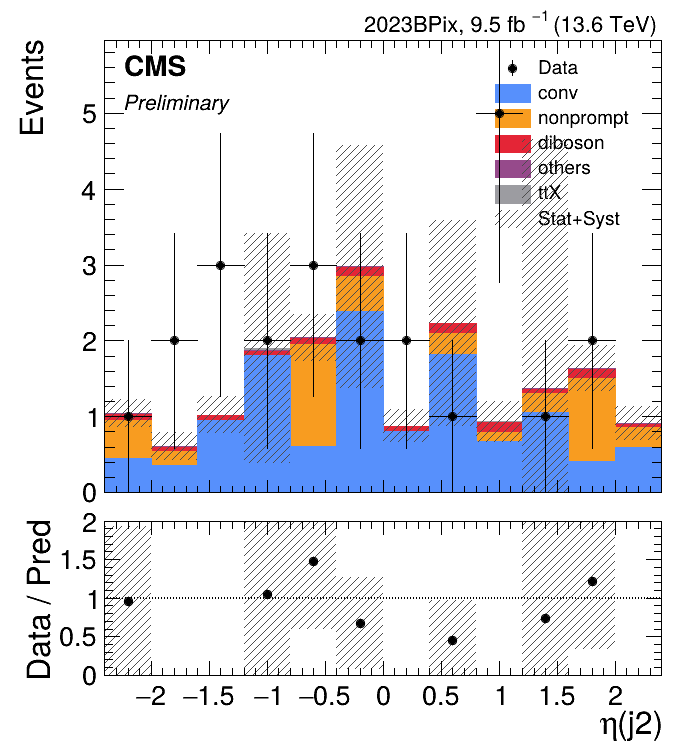 2023BPix, 9.5 fb⁻¹ (13.6 TeV)
CMS
Preliminary
Events
Data
conv
nonprompt
diboson
others
ttX
Stat+Syst
5
4
3
2
1
0
Data / Pred
2
1.5
1
0.5
0
−2 −1.5 −1 −0.5 0 0.5 1 1.5 2
η(j2)